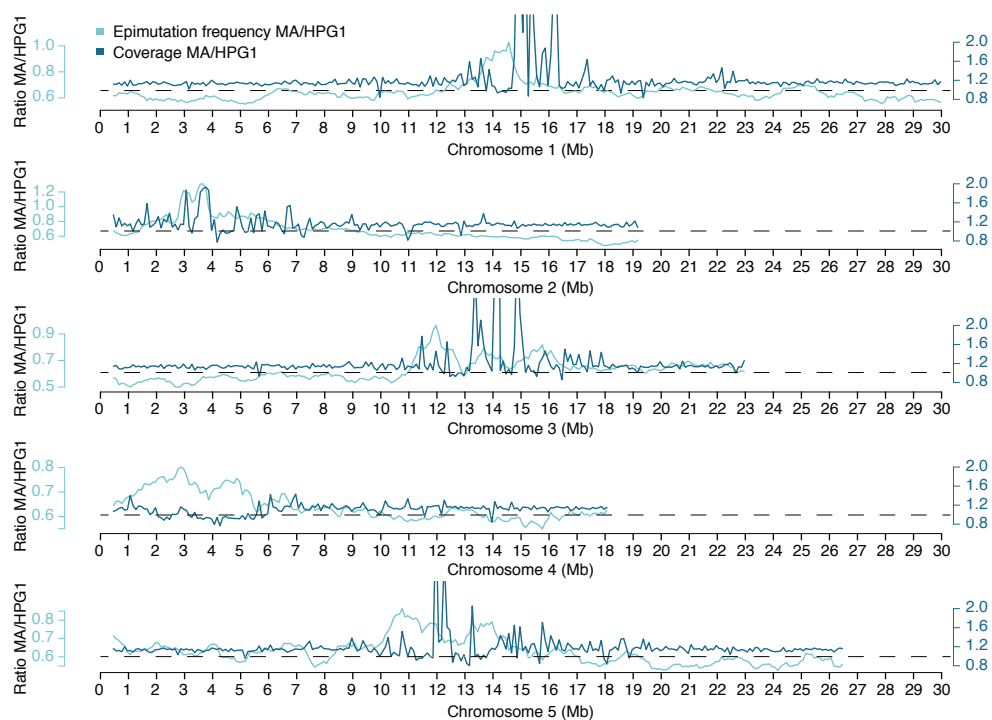 Epimutation frequency MA/HPG1
Coverage MA/HPG1
Ratio MA/HPG1
1.0
0.8
0.6
2.0
1.6
1.2
0.8
0 1 2 3 4 5 6 7 8 9 10 11 12 13 14 15 16 17 18 19 20 21 22 23 24 25 26 27 28 29 30
Chromosome 1 (Mb)
Ratio MA/HPG1
1.2
1.0
0.8
0.6
2.0
1.6
1.2
0.8
0 1 2 3 4 5 6 7 8 9 10 11 12 13 14 15 16 17 18 19 20 21 22 23 24 25 26 27 28 29 30
Chromosome 2 (Mb)
Ratio MA/HPG1
0.9
0.7
0.5
2.0
1.6
1.2
0.8
0 1 2 3 4 5 6 7 8 9 10 11 12 13 14 15 16 17 18 19 20 21 22 23 24 25 26 27 28 29 30
Chromosome 3 (Mb)
Ratio MA/HPG1
0.8
0.7
0.6
2.0
1.6
1.2
0.8
0 1 2 3 4 5 6 7 8 9 10 11 12 13 14 15 16 17 18 19 20 21 22 23 24 25 26 27 28 29 30
Chromosome 4 (Mb)
Ratio MA/HPG1
0.8
0.7
0.6
2.0
1.6
1.2
0.8
0 1 2 3 4 5 6 7 8 9 10 11 12 13 14 15 16 17 18 19 20 21 22 23 24 25 26 27 28 29 30
Chromosome 5 (Mb)